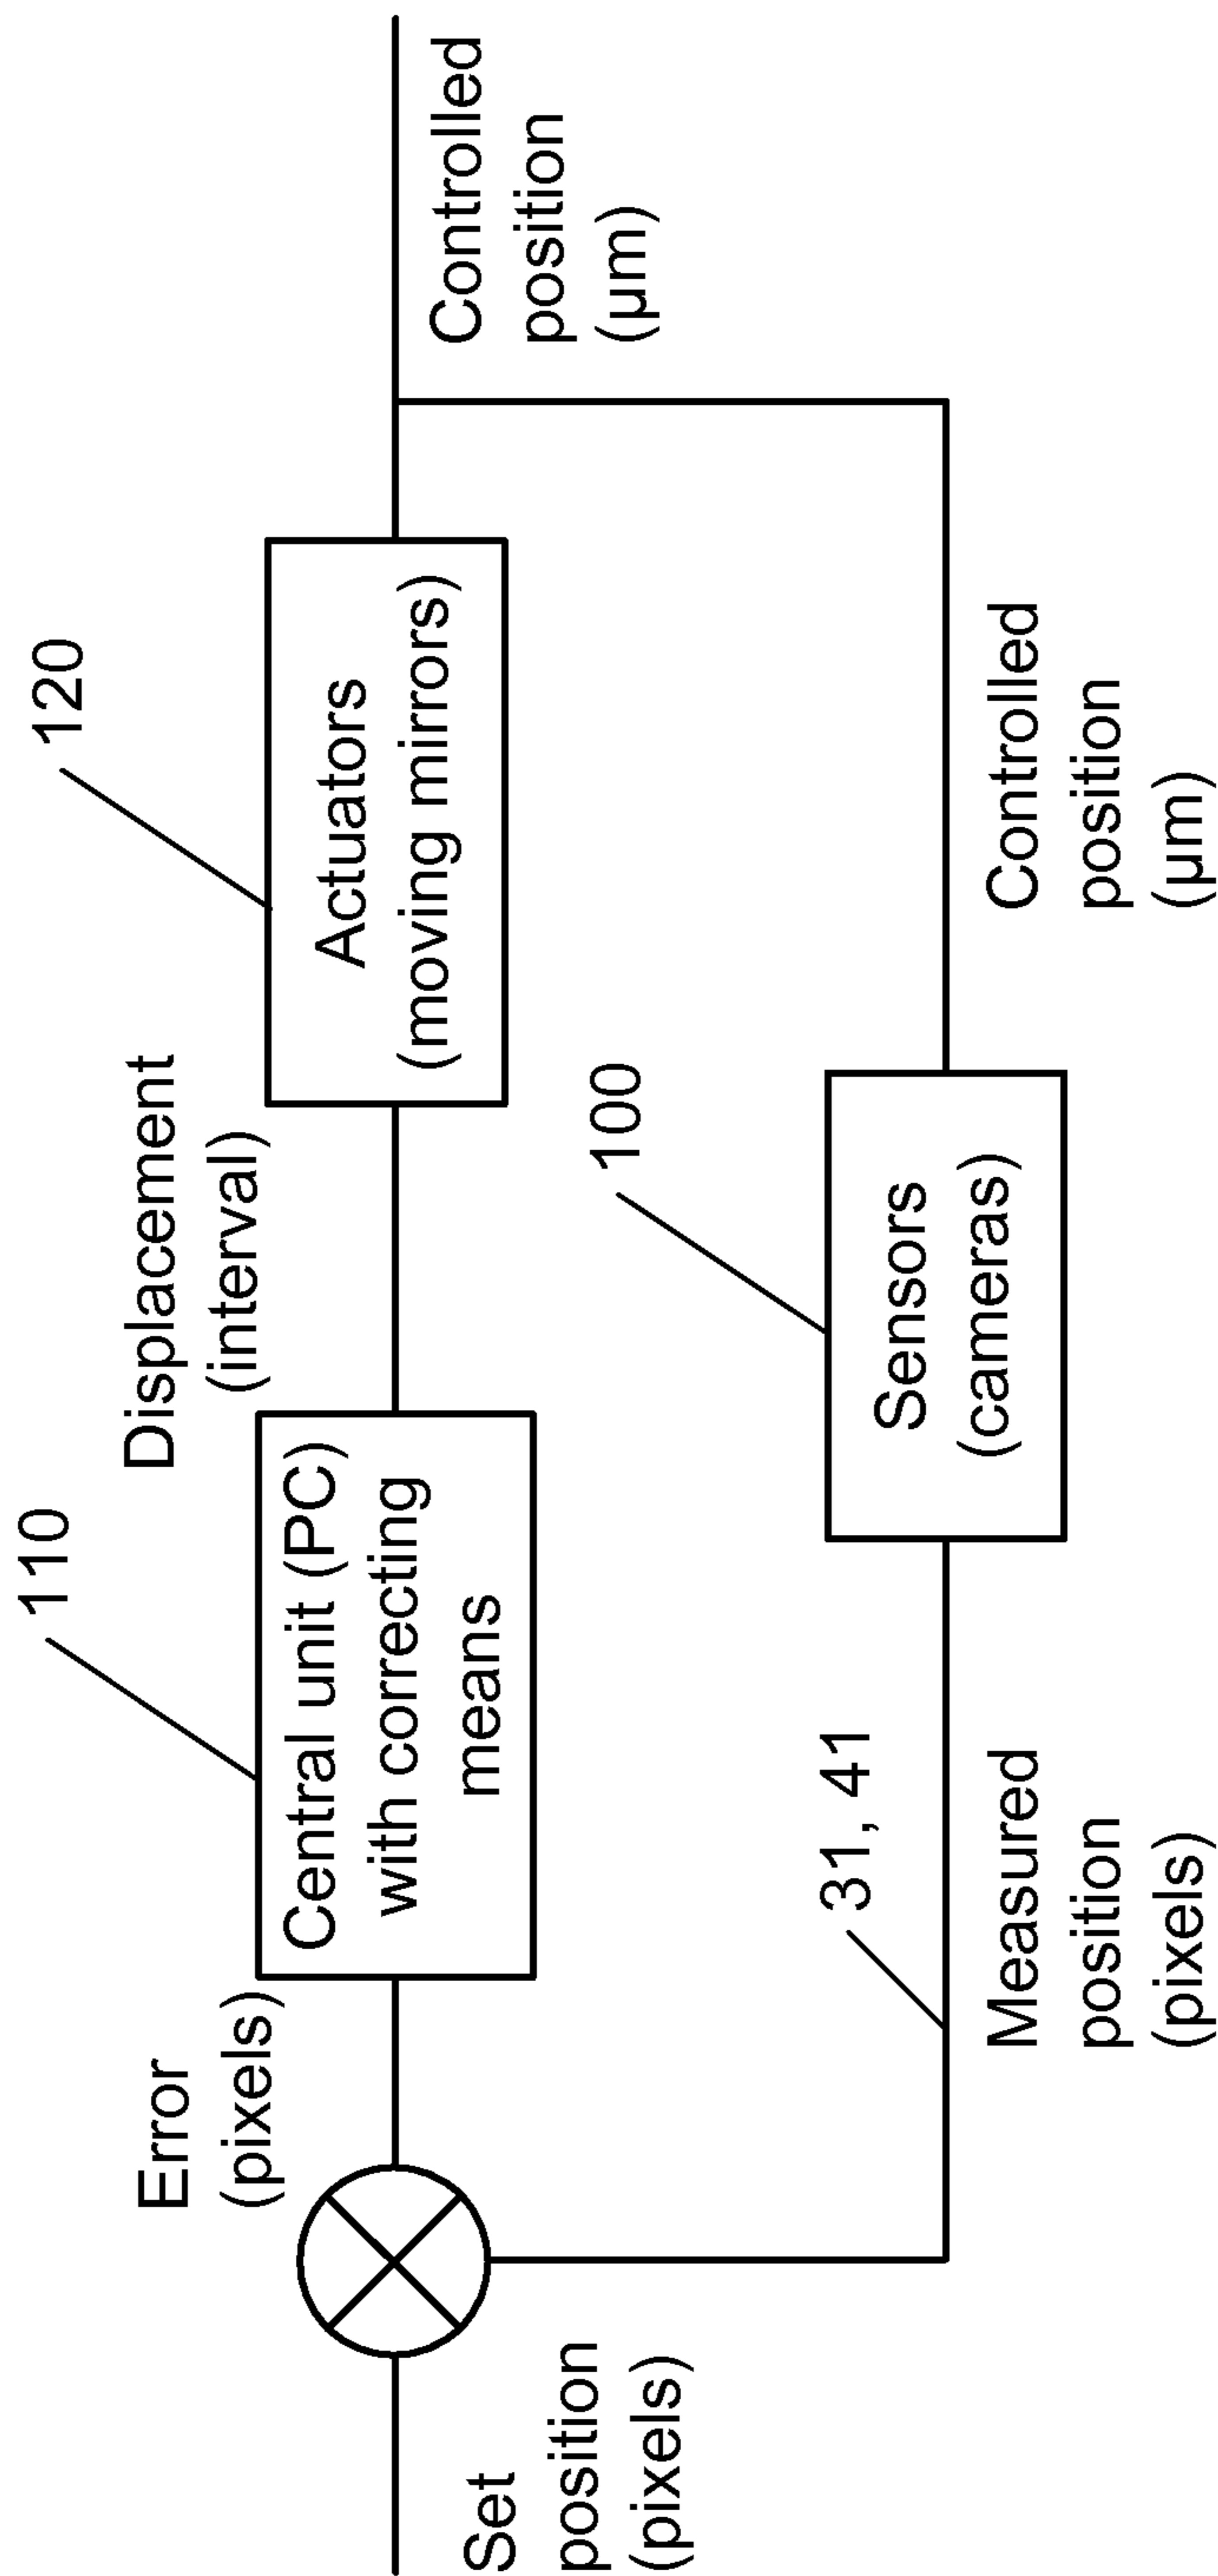 110
120
Error
(pixels)
Displacement
(interval)
Central unit (PC)
with correcting
means
Actuators
(moving mirrors)
Set
position
(pixels)
Controlled
position
(µm)
31, 41
100
Sensors
(cameras)
Measured
position
(pixels)
Controlled
position
(µm)